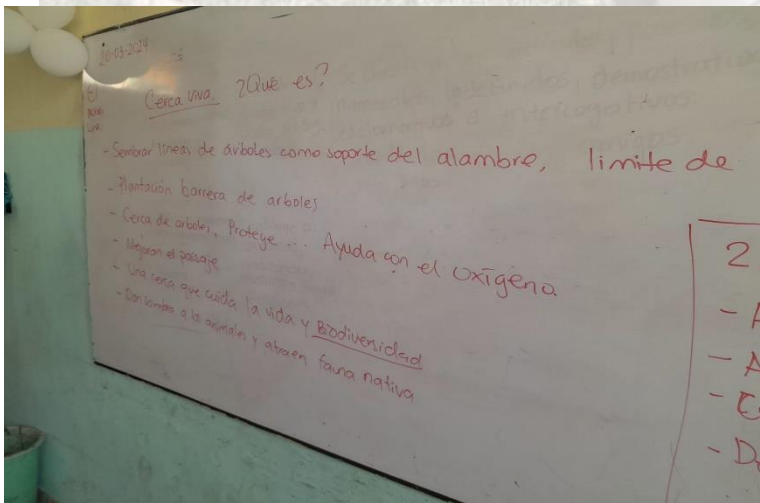 20-03-2024
Cerca viva. ¿Qué es?
- Sembrar líneas de árboles como soporte del alambre, limite de
- Plantación barrera de arboles
- Cerca de arboles, Protege... Ayuda con el oxígeno
- Mejoran el paisaje
- Una cerca que cuida la vida y Biodiversidad
- Dan sombra a los animales y atraen fauna nativa
2
- A
- A
- C
- D